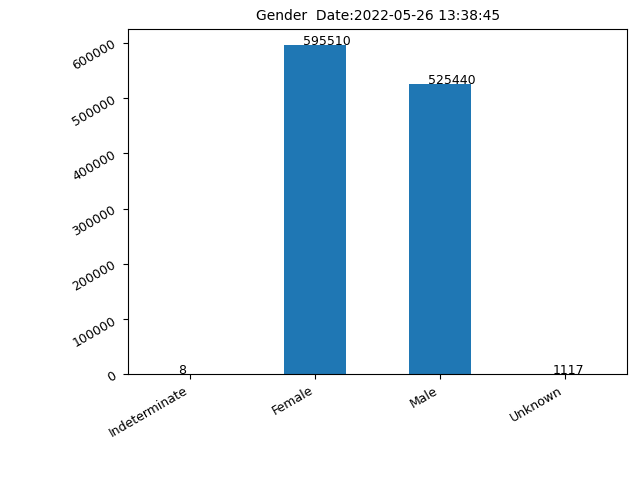 Gender  Date:2022-05-26 13:38:45
600000
500000
400000
300000
200000
100000
0
595510
525440
8
1117
Indeterminate
Female
Male
Unknown